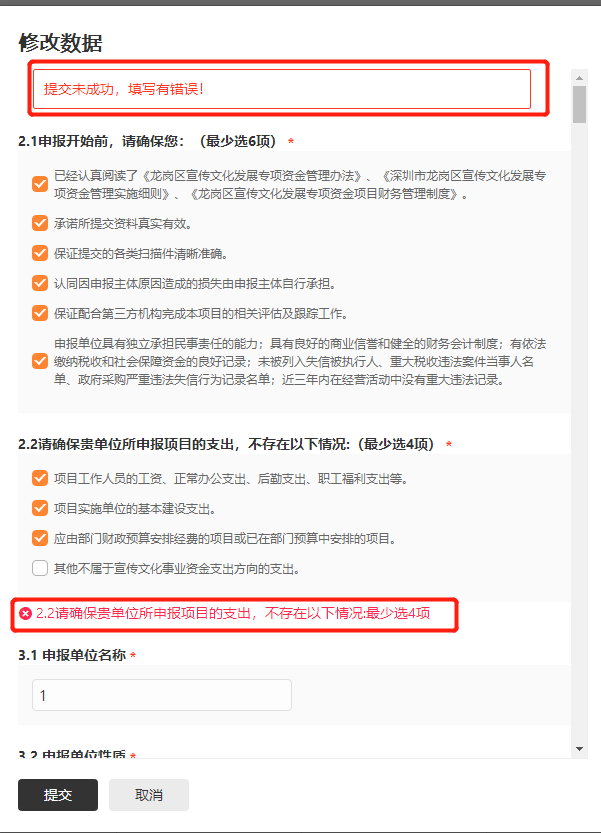 修改数据
提交未成功，填写有错误！
2.1申报开始前，请确保您：（最少选6项） *
已经认真阅读了《龙岗区宣传文化发展专项资金管理办法》、《深圳市龙岗区宣传文化发展专
项资金管理实施细则》、《龙岗区宣传文化发展专项资金项目财务管理制度》。
承诺所提交资料真实有效。
保证提交的各类扫描件清晰准确。
认同因申报主体原因造成的损失由申报主体自行承担。
保证配合第三方机构完成本项目的相关评估及跟踪工作。
申报单位具有独立承担民事责任的能力；具有良好的商业信誉和健全的财务会计制度；有依法
缴纳税收和社会保障资金的良好记录；未被列入失信被执行人、重大税收违法案件当事人名
单、政府采购严重违法失信行为记录名单；近三年内在经营活动中没有重大违法记录。
2.2请确保贵单位所申报项目的支出，不存在以下情况:（最少选4项） *
项目工作人员的工资、正常办公支出、后勤支出、职工福利支出等。
项目实施单位的基本建设支出。
应由部门财政预算安排经费的项目或已在部门预算中安排的项目。
其他不属于宣传文化事业资金支出方向的支出。
2.2请确保贵单位所申报项目的支出，不存在以下情况:最少选4项
3.1 申报单位名称 *
1
3.2 申报单位性质 *
提交 取消